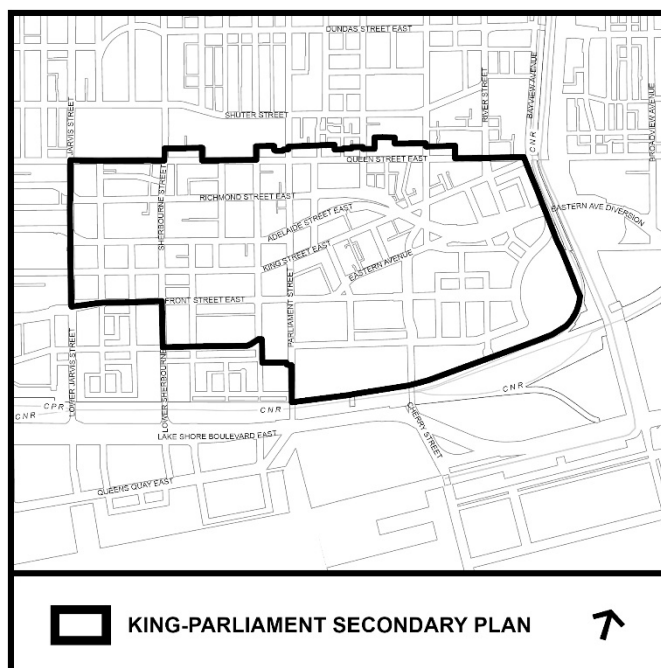 DUNDAS STREET EAST
JARVIS STREET
SHUTER STREET
RIVER STREET
BAYVIEW AVENUE
CNR
BROADVIEW AVENUE
QUEEN STREET EAST
SHERBOURNE STREET
RICHMOND STREET EAST
ADELAIDE STREET EAST
EASTERN AVE DIVERSION
KING STREET EAST
EASTERN AVENUE
PARLIAMENT STREET
FRONT STREET EAST
LOWER JARVIS STREET
LOWER SHERBOURNE
CHERRY STREET
CNR
CPR
CNR
CNR
LAKE SHORE BOULEVARD EAST
QUEENS QUAY EAST
KING-PARLIAMENT SECONDARY PLAN